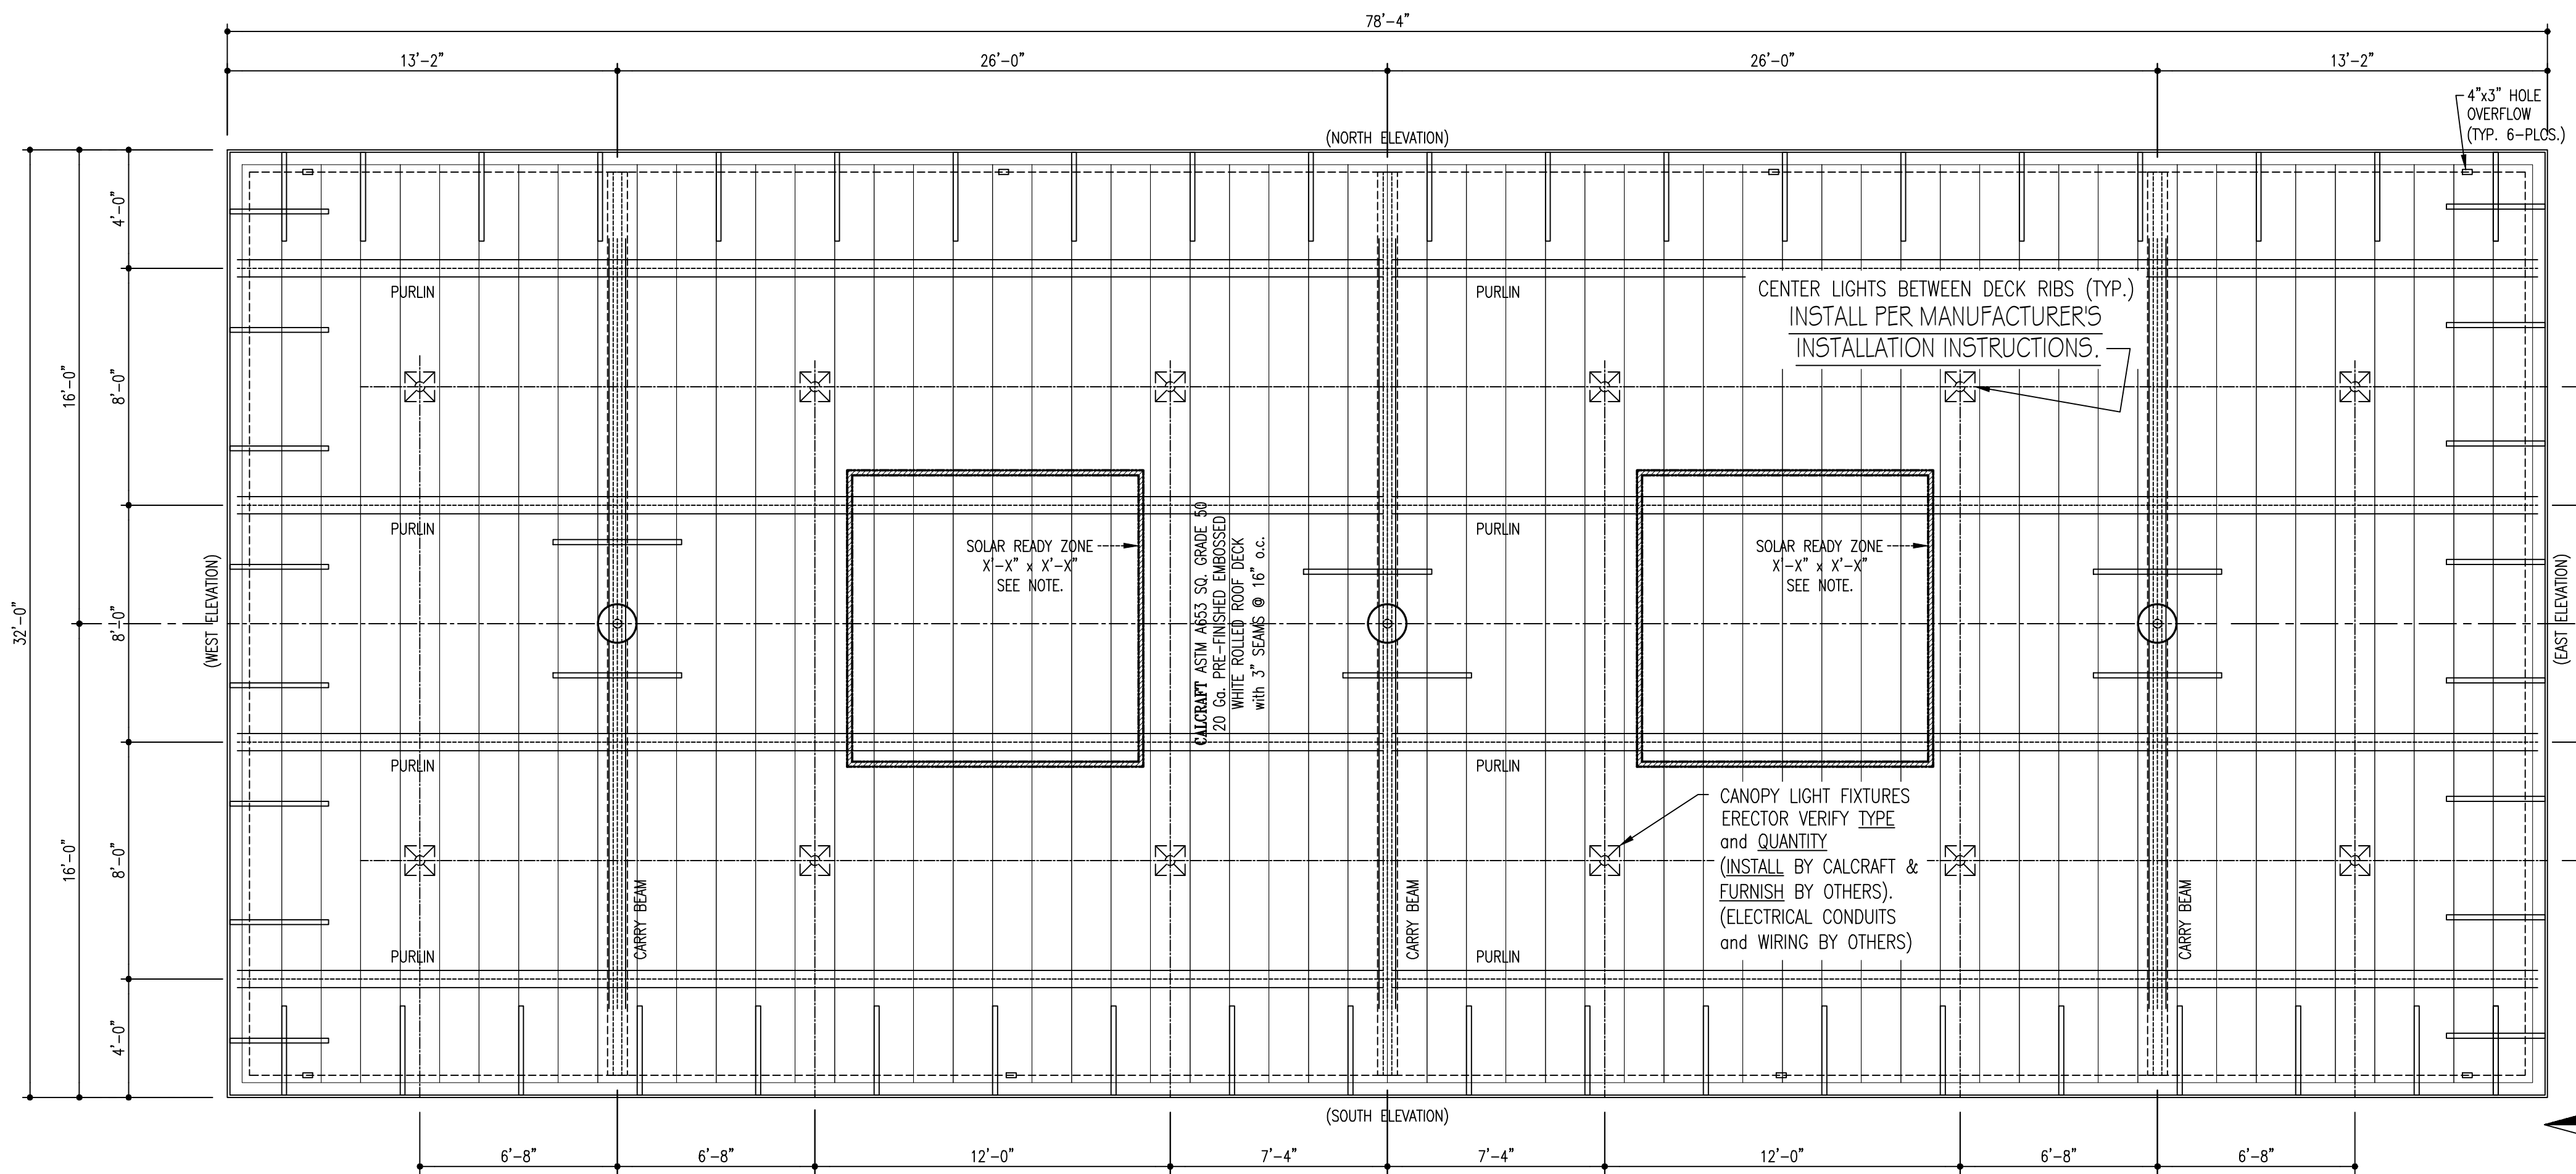 78'-4"
13'-2"
26'-0"
26'-0"
13'-2"
4"x3" HOLE
OVERFLOW
(TYP. 6-PLCS.)
(NORTH ELEVATION)
32'-0"
16'-0"
16'-0"
4'-0"
8'-0"
8'-0"
8'-0"
4'-0"
(WEST ELEVATION)
(EAST ELEVATION)
PURLIN
PURLIN
CENTER LIGHTS BETWEEN DECK RIBS (TYP.)
INSTALL PER MANUFACTURER'S
INSTALLATION INSTRUCTIONS.
PURLIN
PURLIN
SOLAR READY ZONE
X'-X" x X'-X"
SEE NOTE.
CALCRAFT ASTM A653 SQ. GRADE 50
20 Ga. PRE-FINISHED EMBOSSED
WHITE ROLLED ROOF DECK
with 3" SEAMS @ 16" o.c.
SOLAR READY ZONE
X'-X" x X'-X"
SEE NOTE.
PURLIN
PURLIN
CANOPY LIGHT FIXTURES
ERECTOR VERIFY TYPE
and QUANTITY
(INSTALL BY CALCRAFT &
FURNISH BY OTHERS).
(ELECTRICAL CONDUITS
and WIRING BY OTHERS)
CARRY BEAM
CARRY BEAM
CARRY BEAM
PURLIN
PURLIN
(SOUTH ELEVATION)
6'-8"
6'-8"
12'-0"
7'-4"
7'-4"
12'-0"
6'-8"
6'-8"